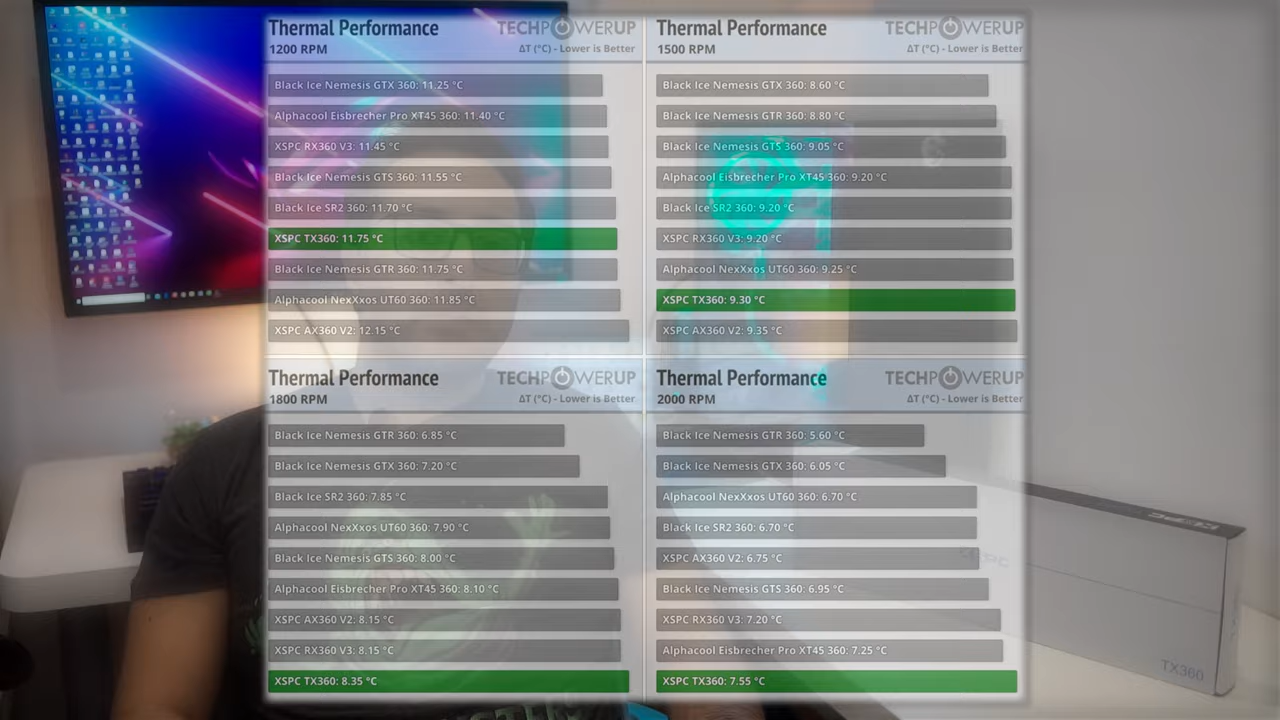 Thermal Performance
TECHPOWERUP
1200 RPM
ΔT (°C) - Lower is Better
Black Ice Nemesis GTX 360: 11.25 °C
Alphacool Eisbrecher Pro XT45 360: 11.40 °C
XSPC RX360 V3: 11.45 °C
Black Ice Nemesis GTS 360: 11.55 °C
Black Ice SR2 360: 11.70 °C
XSPC TX360: 11.75 °C
Black Ice Nemesis GTR 360: 11.75 °C
Alphacool NexXxos UT60 360: 11.85 °C
XSPC AX360 V2: 12.15 °C
Thermal Performance
TECHPOWERUP
1500 RPM
ΔT (°C) - Lower is Better
Black Ice Nemesis GTX 360: 8.60 °C
Black Ice Nemesis GTR 360: 8.80 °C
Black Ice Nemesis GTS 360: 9.05 °C
Alphacool Eisbrecher Pro XT45 360: 9.20 °C
Black Ice SR2 360: 9.20 °C
XSPC RX360 V3: 9.20 °C
Alphacool NexXxos UT60 360: 9.25 °C
XSPC TX360: 9.30 °C
XSPC AX360 V2: 9.35 °C
Thermal Performance
TECHPOWERUP
1800 RPM
ΔT (°C) - Lower is Better
Black Ice Nemesis GTR 360: 6.85 °C
Black Ice Nemesis GTX 360: 7.20 °C
Black Ice SR2 360: 7.85 °C
Alphacool NexXxos UT60 360: 7.90 °C
Black Ice Nemesis GTS 360: 8.00 °C
Alphacool Eisbrecher Pro XT45 360: 8.10 °C
XSPC AX360 V2: 8.15 °C
XSPC RX360 V3: 8.15 °C
XSPC TX360: 8.35 °C
Thermal Performance
TECHPOWERUP
2000 RPM
ΔT (°C) - Lower is Better
Black Ice Nemesis GTR 360: 5.60 °C
Black Ice Nemesis GTX 360: 6.05 °C
Alphacool NexXxos UT60 360: 6.70 °C
Black Ice SR2 360: 6.70 °C
XSPC AX360 V2: 6.75 °C
Black Ice Nemesis GTS 360: 6.95 °C
XSPC RX360 V3: 7.20 °C
Alphacool Eisbrecher Pro XT45 360: 7.25 °C
XSPC TX360: 7.55 °C
TX360